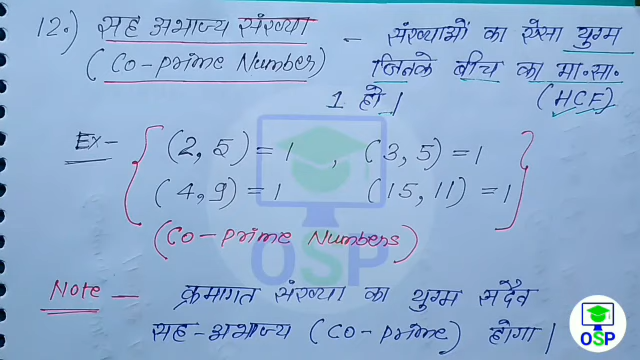 12.) सह अभाज्य संख्या – संख्याओं का ऐसा युग्म
(Co-prime Number) जिनके बीच का मा.सा.
1 हो। (HCF)
Ex- (2, 5) = 1 , (3, 5) = 1
(4, 9) = 1 (15, 11) = 1
(Co-prime Numbers)
OSP
Note – क्रमागत संख्या का युग्म सदैव
सह-अभाज्य (Co-prime) होगा।
OSP